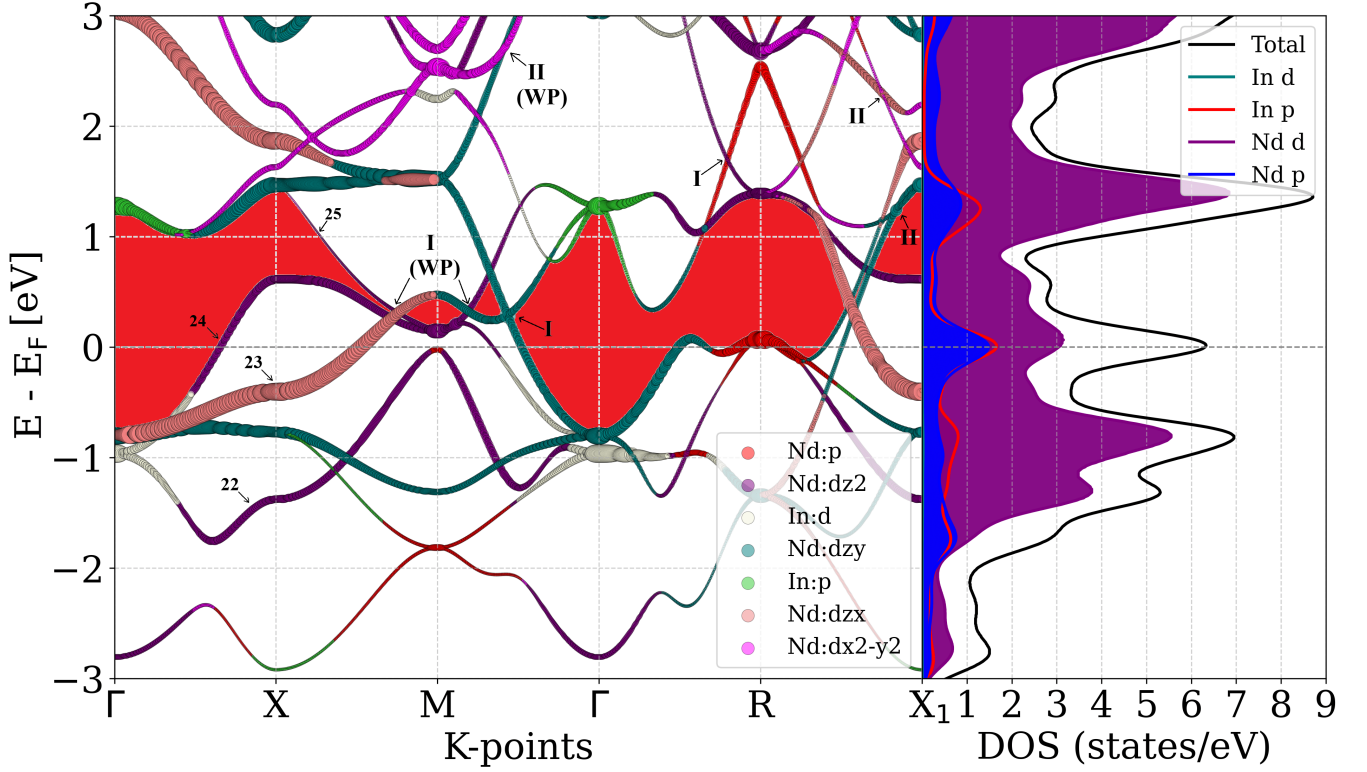 3
2
1
0
−1
−2
−3
E - E_F [eV]
II
(WP)
25
I
(WP)
24
23
22
I
I
II
II
Nd:p
Nd:dz2
In:d
Nd:dzy
In:p
Nd:dzx
Nd:dx2-y2
Total
In d
In p
Nd d
Nd p
Γ X M Γ R X₁
1 2 3 4 5 6 7 8 9
K-points
DOS (states/eV)